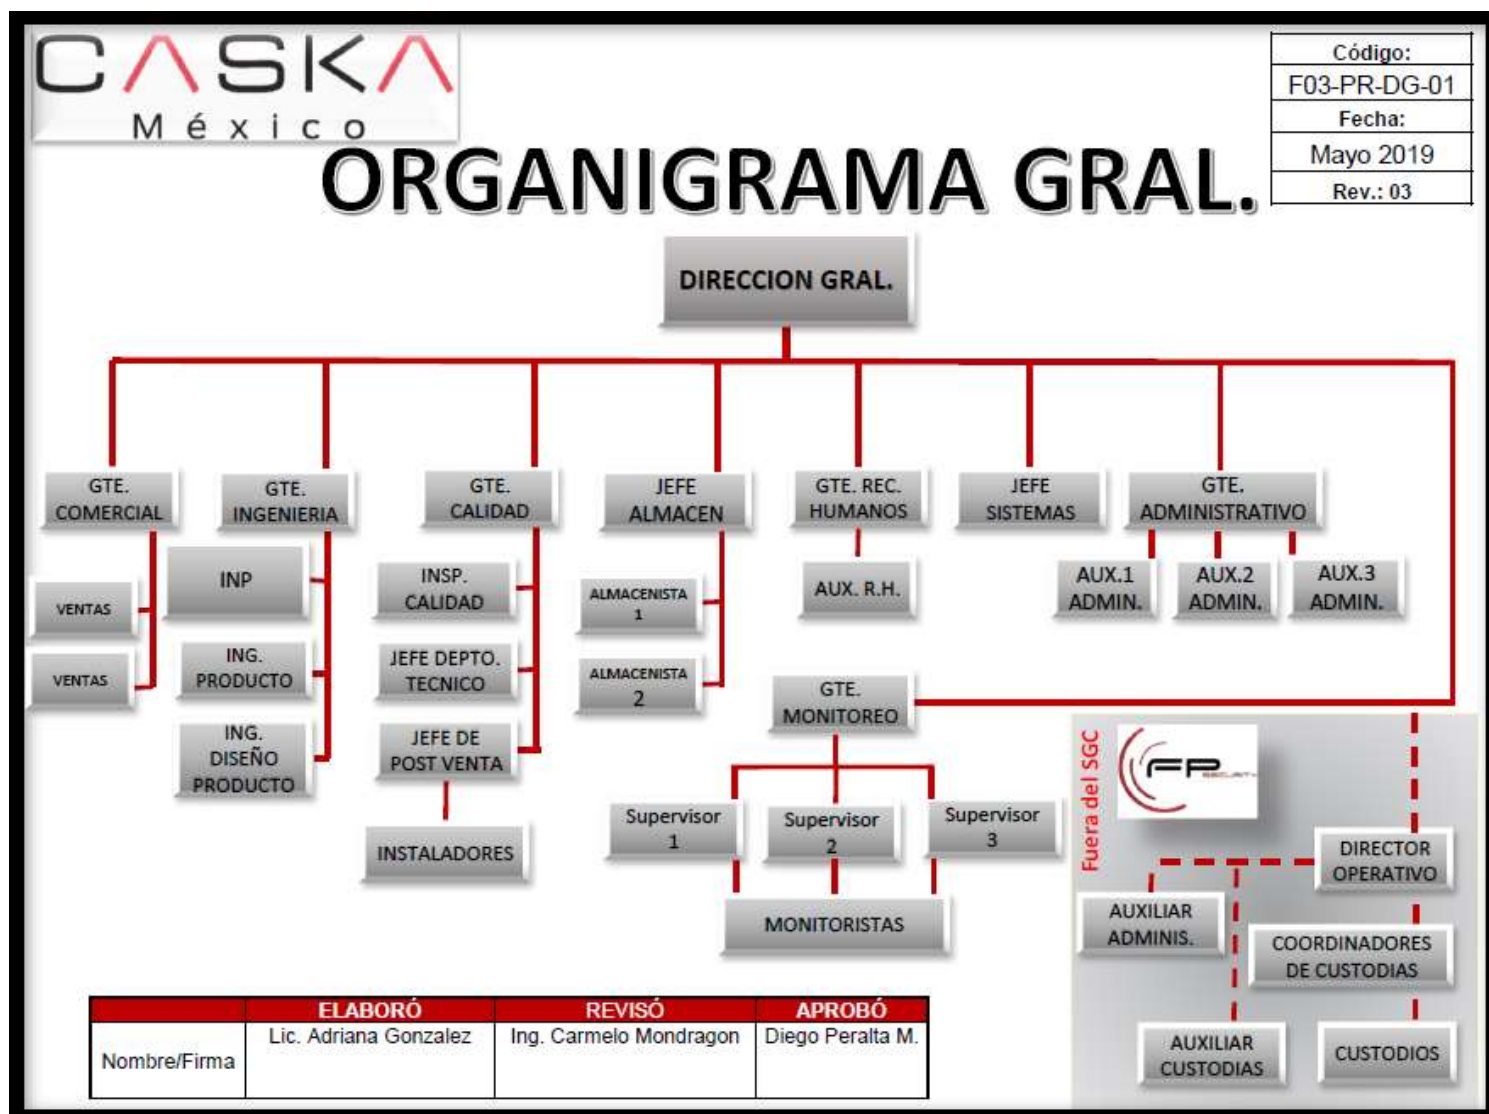 CASKA
México
Código:
F03-PR-DG-01
Fecha:
Mayo 2019
Rev.: 03
ORGANIGRAMA GRAL.
DIRECCION GRAL.
GTE.
COMERCIAL
GTE.
INGENIERIA
GTE.
CALIDAD
JEFE
ALMACEN
GTE. REC.
HUMANOS
JEFE
SISTEMAS
GTE.
ADMINISTRATIVO
VENTAS
VENTAS
INP
ING.
PRODUCTO
ING.
DISEÑO
PRODUCTO
INSP.
CALIDAD
JEFE DEPTO.
TECNICO
JEFE DE
POST VENTA
INSTALADORES
ALMACENISTA
1
ALMACENISTA
2
AUX. R.H.
AUX.1
ADMIN.
AUX.2
ADMIN.
AUX.3
ADMIN.
GTE.
MONITOREO
Supervisor
1
Supervisor
2
Supervisor
3
MONITORISTAS
Fuera del SGC
FP
SECURITY
DIRECTOR
OPERATIVO
AUXILIAR
ADMINIS.
COORDINADORES
DE CUSTODIAS
AUXILIAR
CUSTODIAS
CUSTODIOS
ELABORÓ REVISÓ APROBÓ
Nombre/Firma Lic. Adriana Gonzalez Ing. Carmelo Mondragon Diego Peralta M.